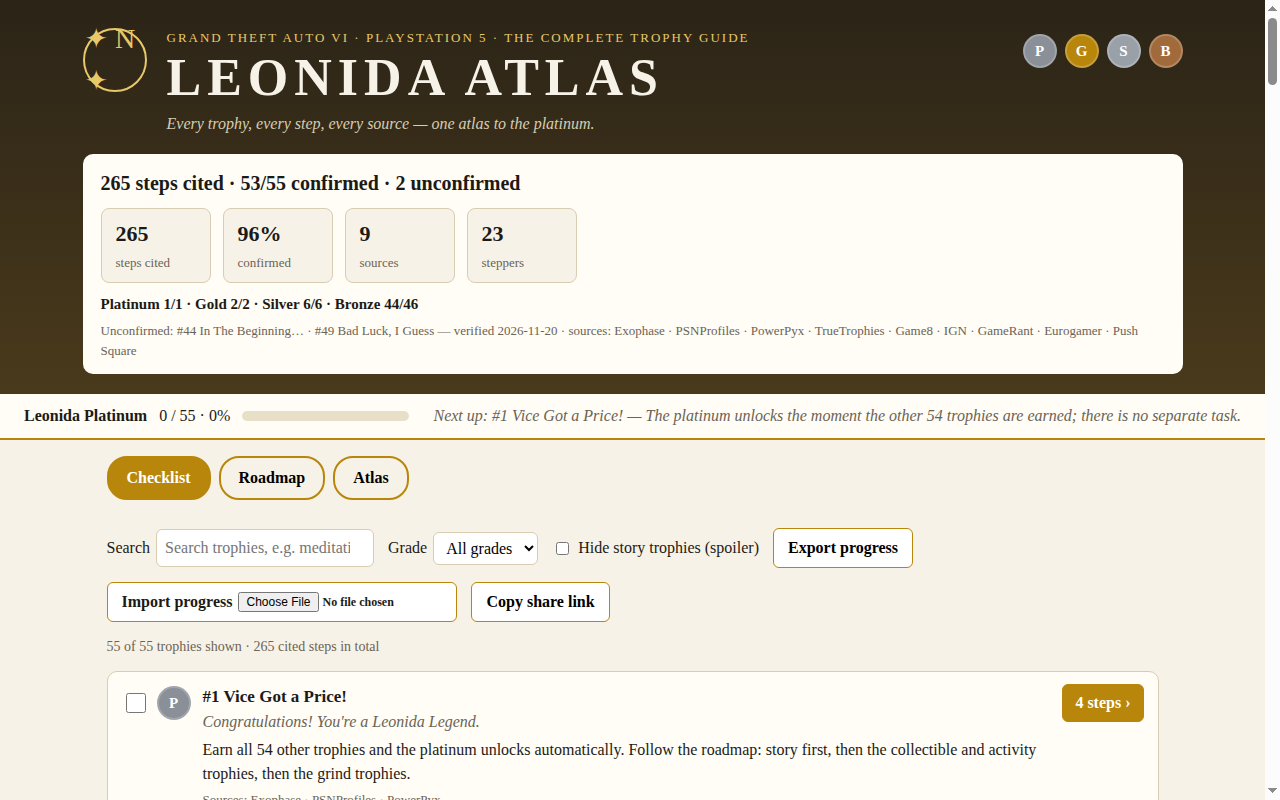 N
GRAND THEFT AUTO VI · PLAYSTATION 5 · THE COMPLETE TROPHY GUIDE
LEONIDA ATLAS
Every trophy, every step, every source — one atlas to the platinum.
P G S B
265 steps cited · 53/55 confirmed · 2 unconfirmed
265 96% 9 23
steps cited confirmed sources steppers
Platinum 1/1 · Gold 2/2 · Silver 6/6 · Bronze 44/46
Unconfirmed: #44 In The Beginning… · #49 Bad Luck, I Guess — verified 2026-11-20 · sources: Exophase · PSNProfiles · PowerPyx · TrueTrophies · Game8 · IGN · GameRant · Eurogamer · Push
Square
Leonida Platinum 0 / 55 · 0% Next up: #1 Vice Got a Price! — The platinum unlocks the moment the other 54 trophies are earned; there is no separate task.
Checklist Roadmap Atlas
Search Search trophies, e.g. meditati Grade All grades Hide story trophies (spoiler) Export progress
Import progress Choose File No file chosen Copy share link
55 of 55 trophies shown · 265 cited steps in total
P #1 Vice Got a Price! 4 steps ›
Congratulations! You're a Leonida Legend.
Earn all 54 other trophies and the platinum unlocks automatically. Follow the roadmap: story first, then the collectible and activity
trophies, then the grind trophies.
Sources: Exophase · PSNProfiles · PowerPyx